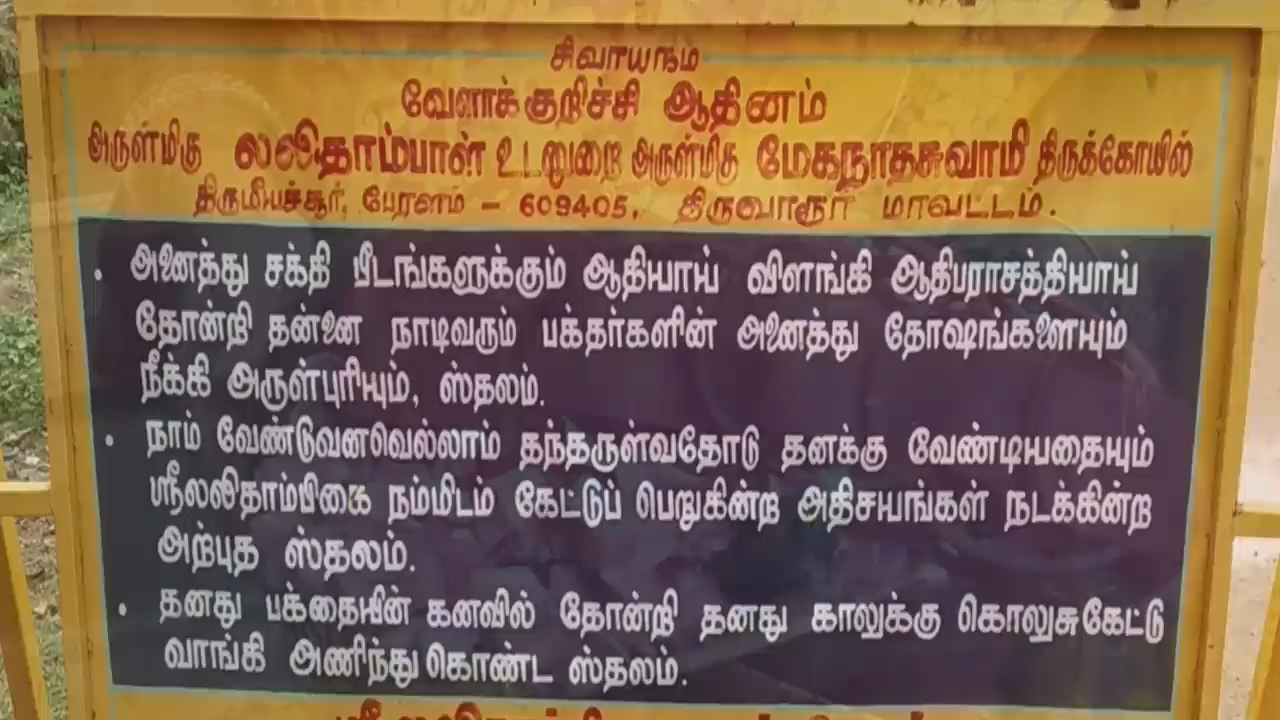 சிவாயநம
வேளாக்குறிச்சி ஆதினம்
அருள்மிகு லலிதாம்பாள் உடனுறை அருள்மிகு மேகநாதசுவாமி திருக்கோயில்
திருமீயச்சூர், பேரளம் - 609405. திருவாரூர் மாவட்டம்.
• அனைத்து சக்தி பீடங்களுக்கும் ஆதியாய் விளங்கி ஆதிபராசத்தியாய்
தோன்றி தன்னை நாடிவரும் பக்தர்களின் அனைத்து தோஷங்களையும்
நீக்கி அருள்புரியும், ஸ்தலம்.
• நாம் வேண்டுவனவெல்லாம் தந்தருள்வதோடு தனக்கு வேண்டியதையும்
ஸ்ரீலலிதாம்பிகை நம்மிடம் கேட்டுப் பெறுகின்ற அதிசயங்கள் நடக்கின்ற
அற்புத ஸ்தலம்.
• தனது பக்தையின் கனவில் தோன்றி தனது காலுக்கு கொலுசுகேட்டு
வாங்கி அணிந்துகொண்ட ஸ்தலம்.